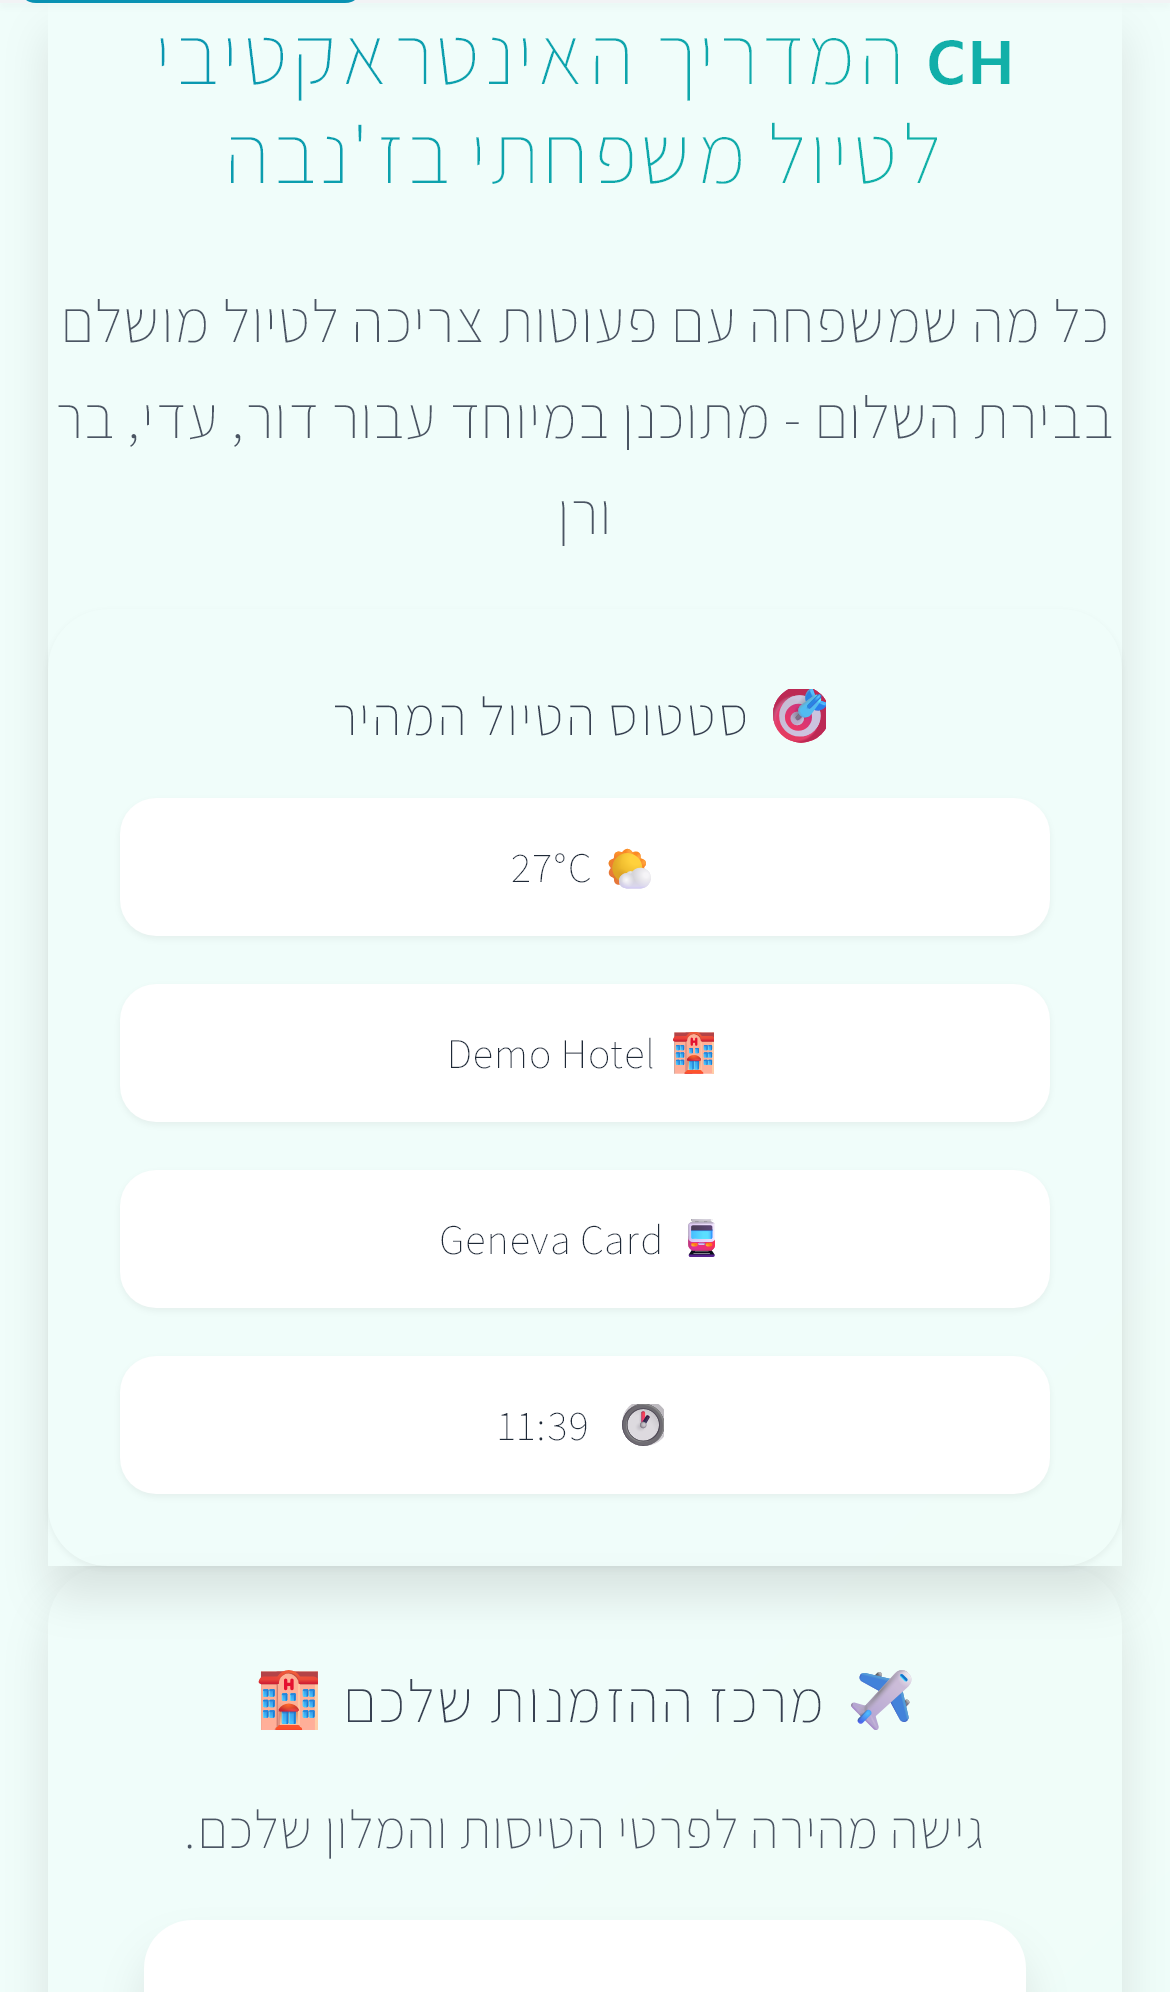 CH המדריך האינטראקטיבי
לטיול משפחתי בז'נבה
כל מה שמשפחה עם פעוטות צריכה לטיול מושלם
בבירת השלום - מתוכנן במיוחד עבור דור, עדי, בר
ורן
סטטוס הטיול המהיר
27°C
Demo Hotel
Geneva Card
11:39
מרכז ההזמנות שלכם
גישה מהירה לפרטי הטיסות והמלון שלכם.